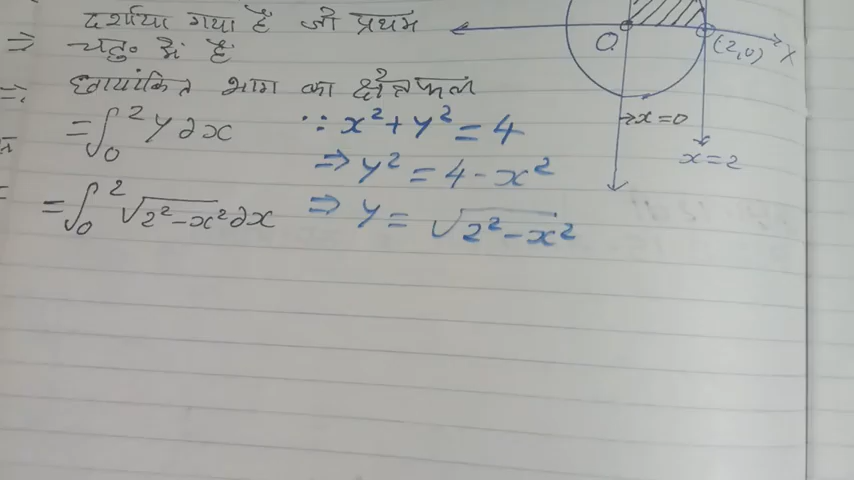 दर्शाया गया है जो प्रथम
⇒ चतु० में है
छायांकित भाग का क्षेत्रफल
= ∫₀² y ∂x ∵ x² + y² = 4
⇒ y² = 4 - x²
= ∫₀² √2² - x² ∂x ⇒ y = √2² - x²
(2,0) X
→ x=0
x=2